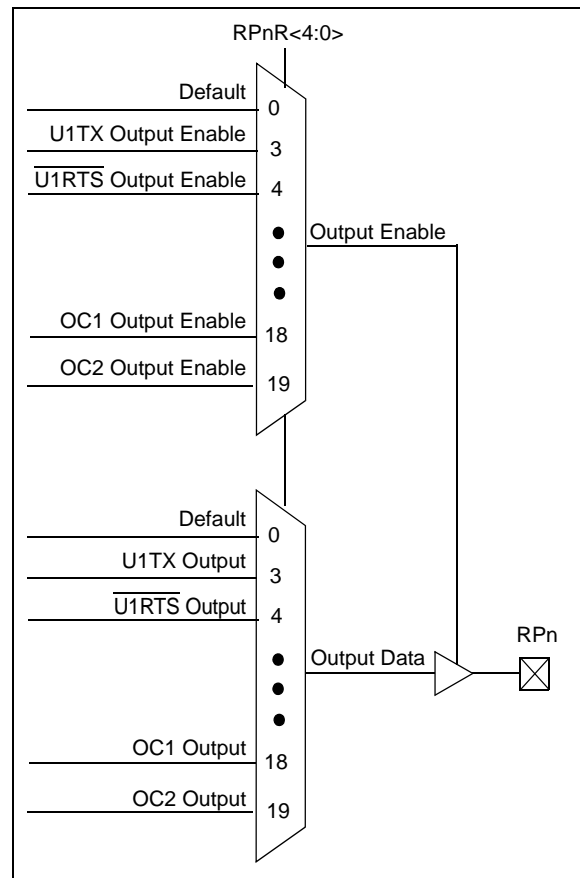 RPnR<4:0>
Default
0
U1TX Output Enable
3
U1RTS Output Enable
4
Output Enable
OC1 Output Enable
18
OC2 Output Enable
19
Default
0
U1TX Output
3
U1RTS Output
4
RPn
Output Data
OC1 Output
18
OC2 Output
19